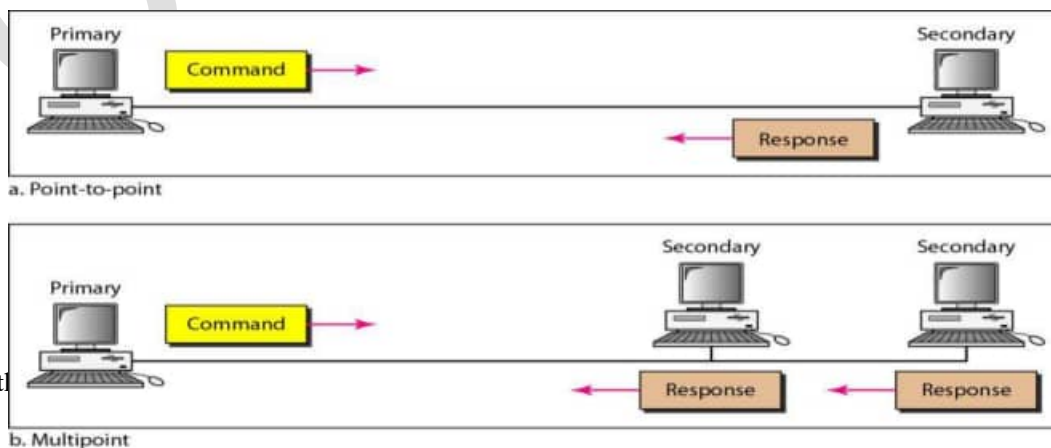 Primary Secondary
Command
Response
a. Point-to-point
Secondary Secondary
Primary
Command
Response Response
b. Multipoint